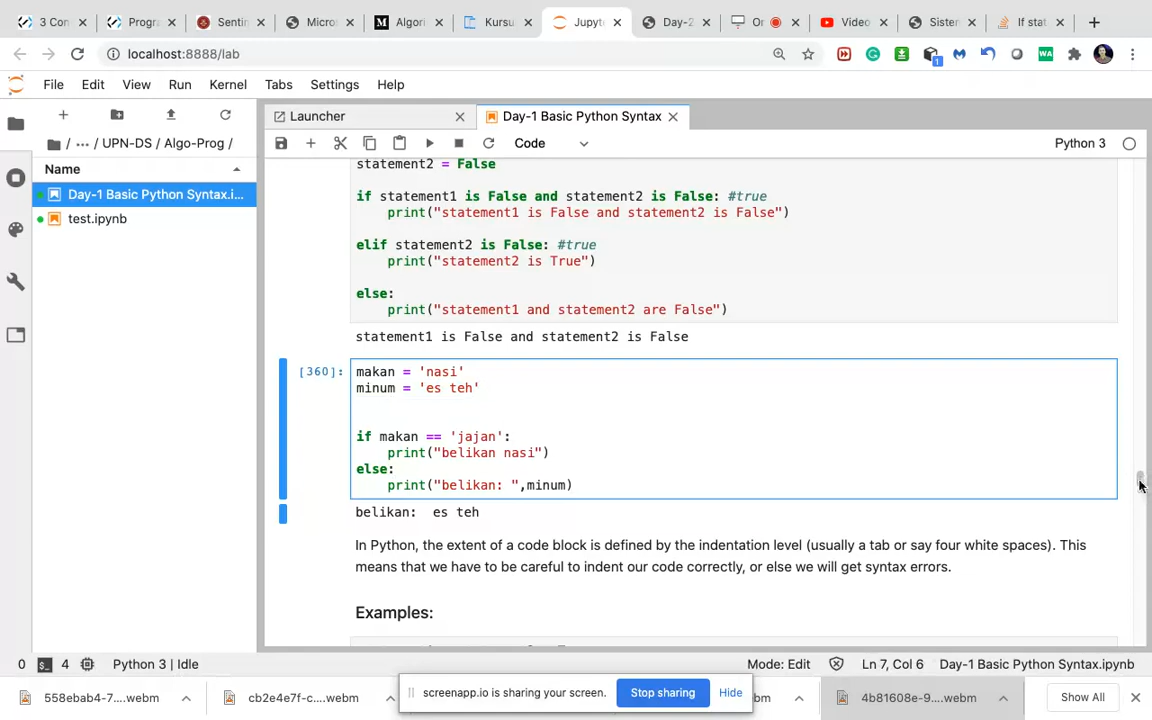 3 Con
Progra
Sentin
Micros
Algori
Kursu
Jupyte
Day-2
On
Video
Sister
If stat
localhost:8888/lab
1
WA
File Edit View Run Kernel Tabs Settings Help
Launcher
Day-1 Basic Python Syntax
/ ... / UPN-DS / Algo-Prog /
Code
Python 3
Name
Day-1 Basic Python Syntax.i...
test.ipynb
statement2 = False
if statement1 is False and statement2 is False: #true
print("statement1 is False and statement2 is False")
elif statement2 is False: #true
print("statement2 is True")
else:
print("statement1 and statement2 are False")
statement1 is False and statement2 is False
[360]:
makan = 'nasi'
minum = 'es teh'
if makan == 'jajan':
print("belikan nasi")
else:
print("belikan: ",minum)
belikan:  es teh
In Python, the extent of a code block is defined by the indentation level (usually a tab or say four white spaces). This
means that we have to be careful to indent our code correctly, or else we will get syntax errors.
Examples:
0 4 Python 3 | Idle
Mode: Edit Ln 7, Col 6 Day-1 Basic Python Syntax.ipynb
558ebab4-7....webm
cb2e4e7f-c....webm
screenapp.io is sharing your screen.
Stop sharing
Hide
bm
4b81608e-9....webm
Show All